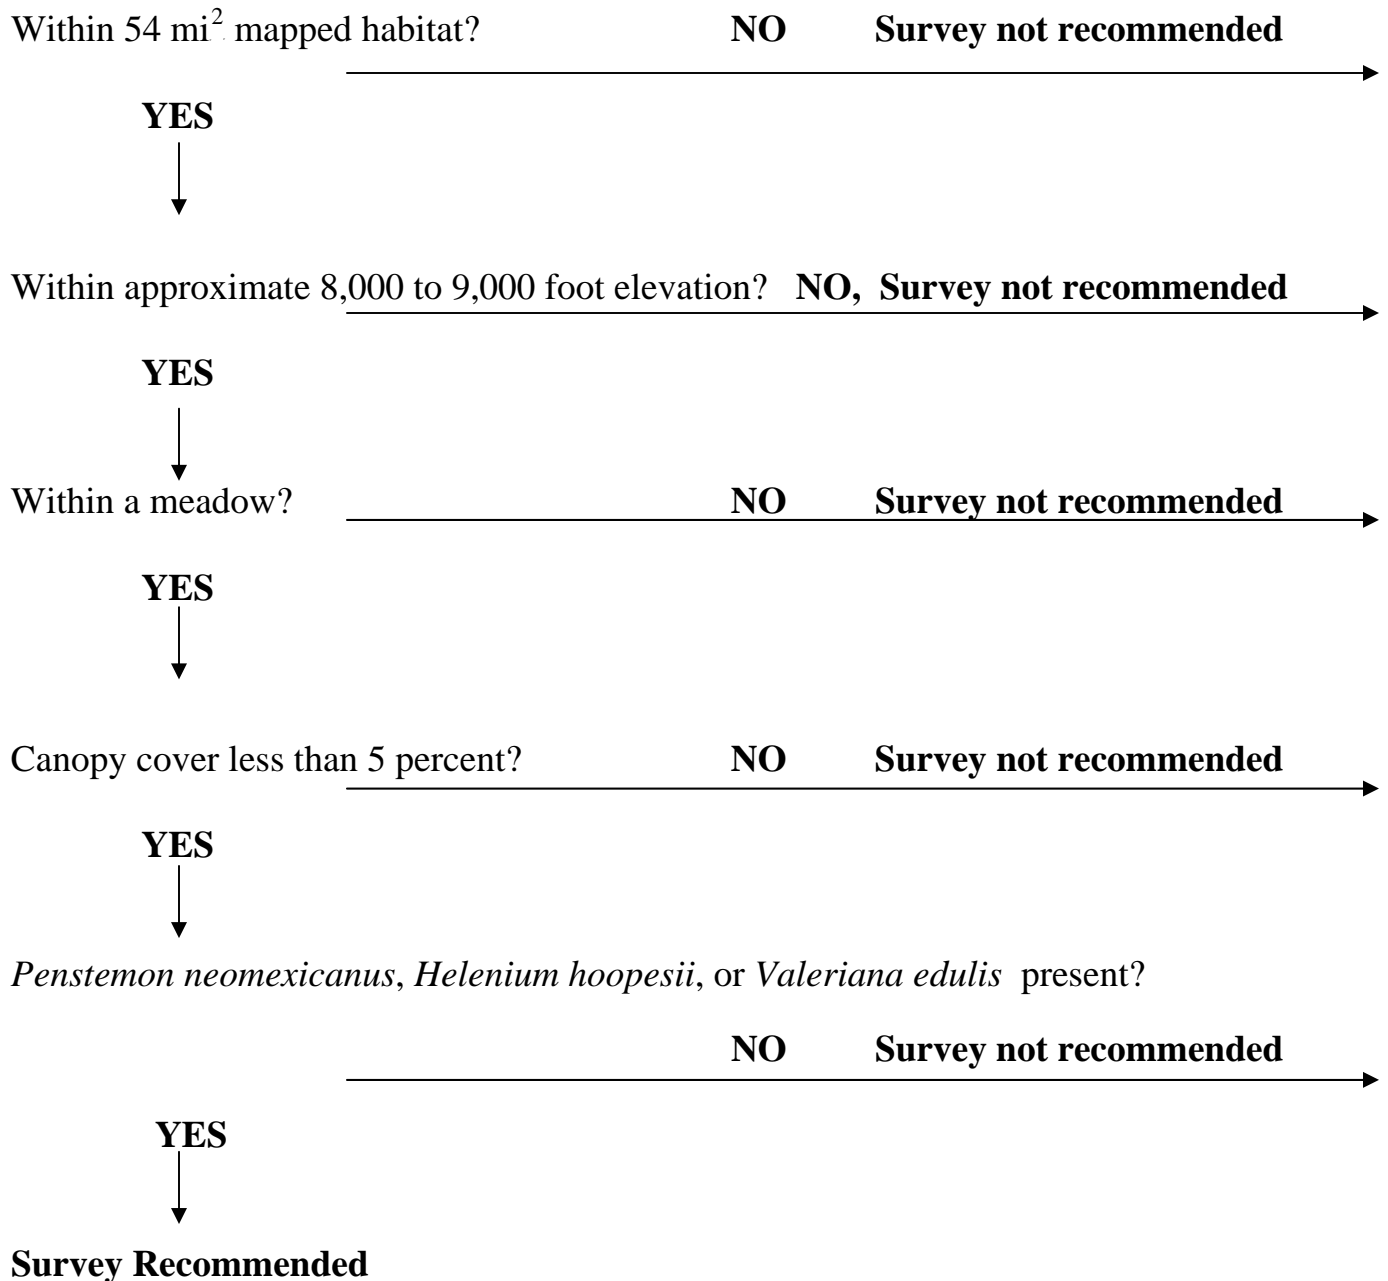 Within 54 mi² mapped habitat? NO Survey not recommended
YES
Within approximate 8,000 to 9,000 foot elevation? NO, Survey not recommended
YES
Within a meadow? NO Survey not recommended
YES
Canopy cover less than 5 percent? NO Survey not recommended
YES
Penstemon neomexicanus, Helenium hoopesii, or Valeriana edulis present?
NO Survey not recommended
YES
Survey Recommended